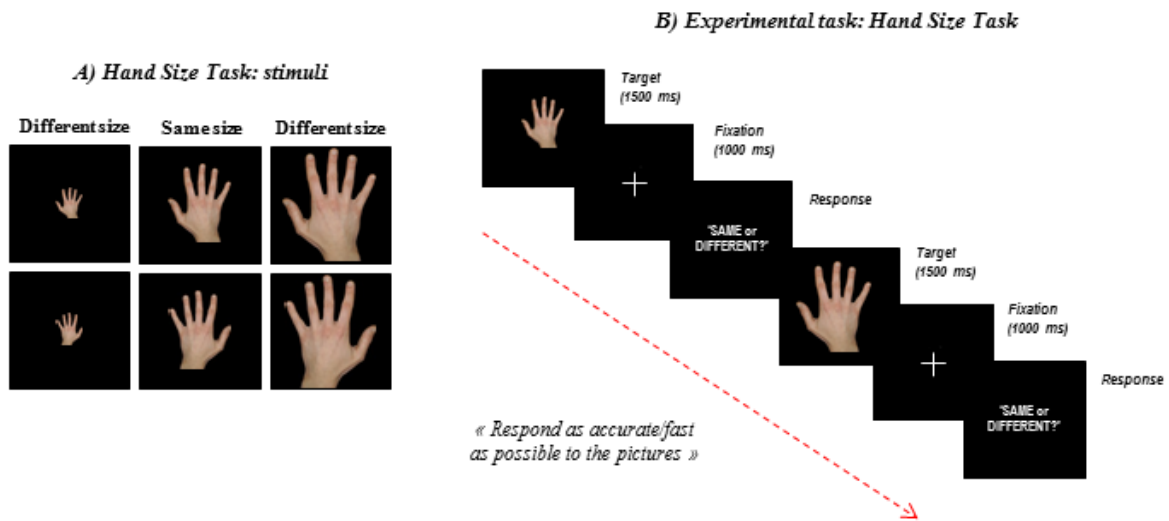 B) Experimental task: Hand Size Task
A) Hand Size Task: stimuli
Different size
Same size
Different size
Target
(1500 ms)
Fixation
(1000 ms)
"SAME or
DIFFERENT?"
Response
Target
(1500 ms)
Fixation
(1000 ms)
"SAME or
DIFFERENT?"
Response
« Respond as accurate/fast
as possible to the pictures »